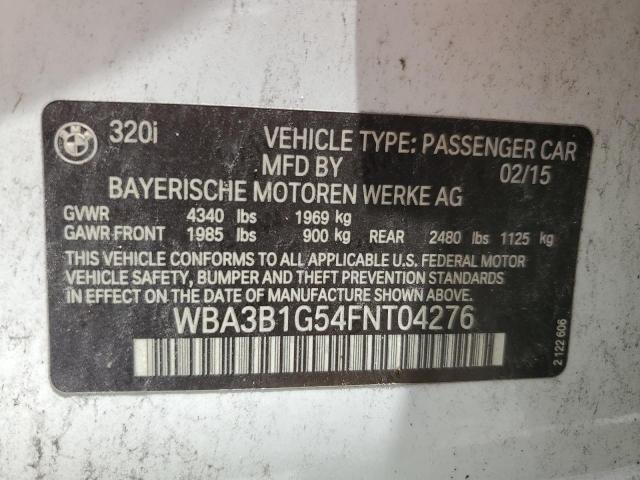 BMW
320i VEHICLE TYPE: PASSENGER CAR
MFD BY 02/15
BAYERISCHE MOTOREN WERKE AG
GVWR 4340 lbs 1969 kg
GAWR FRONT 1985 lbs 900 kg REAR 2480 lbs 1125 kg
THIS VEHICLE CONFORMS TO ALL APPLICABLE U.S. FEDERAL MOTOR
VEHICLE SAFETY, BUMPER AND THEFT PREVENTION STANDARDS
IN EFFECT ON THE DATE OF MANUFACTURE SHOWN ABOVE.
WBA3B1G54FNT04276
2 122 606